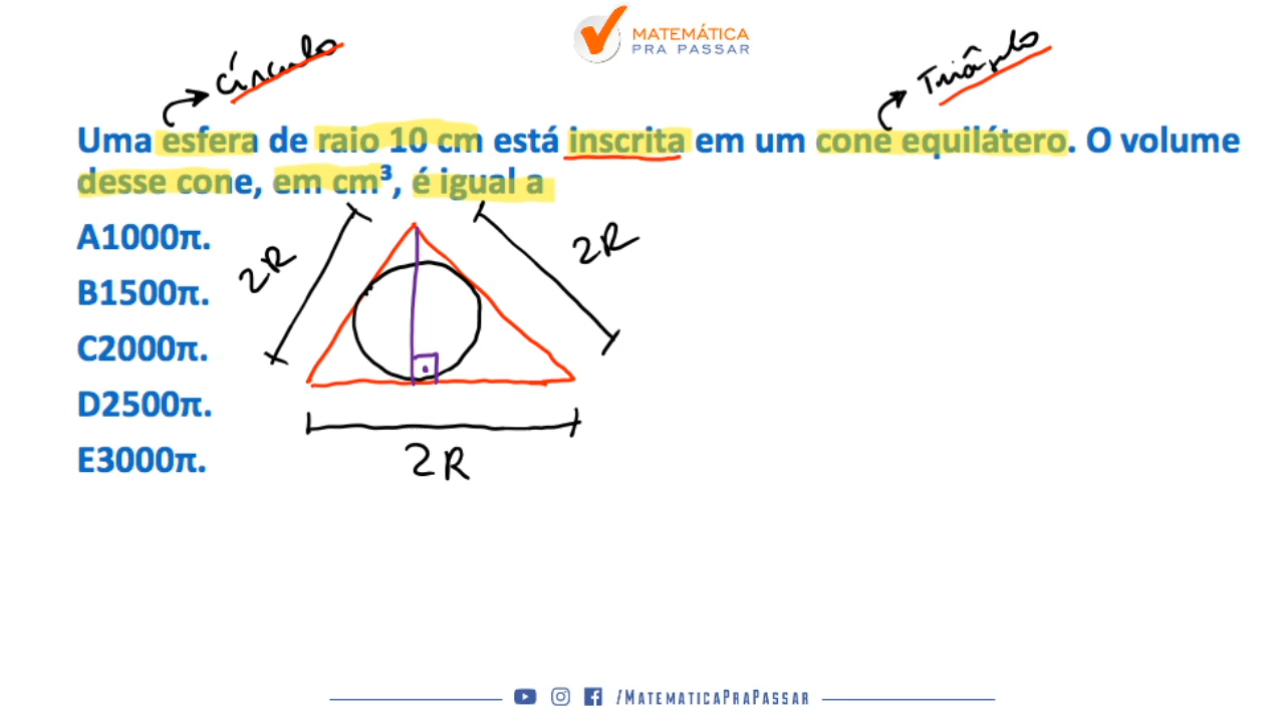 MATEMÁTICA
PRA PASSAR
círculo
Triângulo
Uma esfera de raio 10 cm está inscrita em um cone equilátero. O volume
desse cone, em cm³, é igual a
A1000π.
B1500π.
C2000π.
D2500π.
E3000π.
2R
2R
2R
/MATEMATICAPRAPASSAR